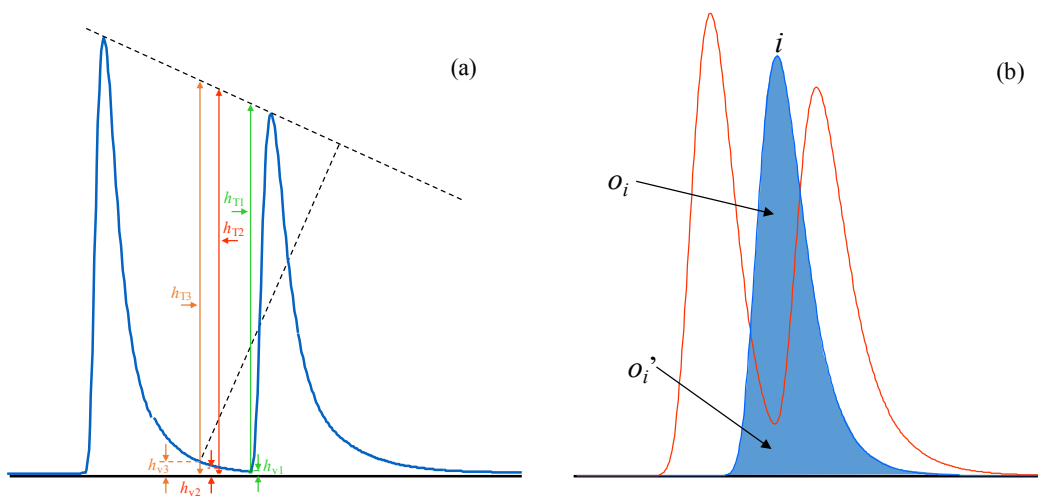 (a)
h_T1
h_T2
h_T3
h_v3
h_v2
h_v1
i
(b)
o_i
o_i’